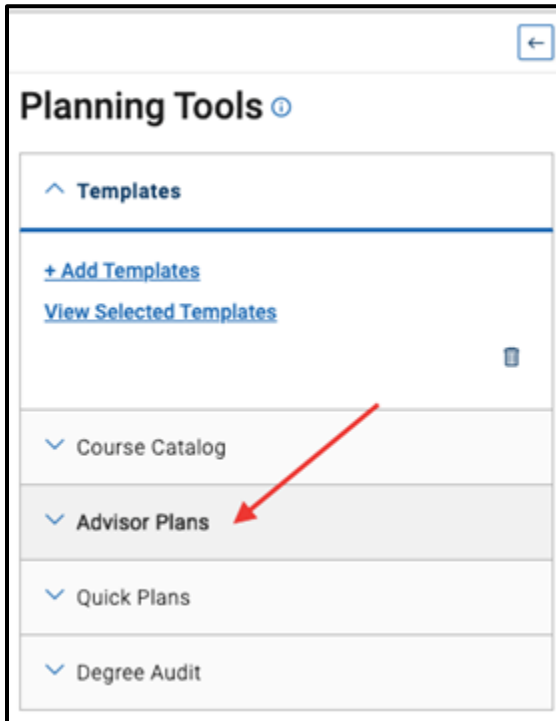 Planning Tools
Templates
+ Add Templates
View Selected Templates
Course Catalog
Advisor Plans
Quick Plans
Degree Audit